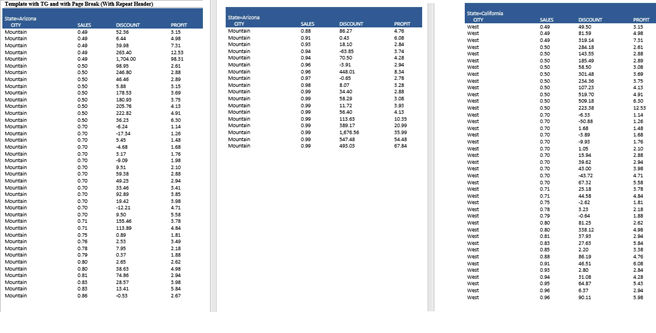 Template with TG and with Page Break (With Repeat Header)
State=Arizona
CITY SALES DISCOUNT PROFIT
Mountain 0.49 52.36 3.15
Mountain 0.49 6.44 4.98
Mountain 0.49 39.98 7.31
Mountain 0.49 263.40 12.53
Mountain 0.49 1,704.00 98.31
Mountain 0.50 98.95 2.61
Mountain 0.50 246.80 2.88
Mountain 0.50 46.46 2.89
Mountain 0.50 5.88 3.15
Mountain 0.50 178.53 3.69
Mountain 0.50 180.93 3.75
Mountain 0.50 205.76 4.13
Mountain 0.50 222.82 4.91
Mountain 0.50 36.23 6.30
Mountain 0.70 -6.24 1.14
Mountain 0.70 -17.34 1.26
Mountain 0.70 5.45 1.48
Mountain 0.70 -4.68 1.68
Mountain 0.70 3.17 1.76
Mountain 0.70 -9.09 1.98
Mountain 0.70 9.51 2.10
Mountain 0.70 59.38 2.88
Mountain 0.70 49.23 2.94
Mountain 0.70 33.46 3.41
Mountain 0.70 92.89 3.85
Mountain 0.70 19.42 3.98
Mountain 0.70 -12.21 4.71
Mountain 0.70 9.50 5.58
Mountain 0.71 155.46 3.78
Mountain 0.71 113.89 4.84
Mountain 0.75 0.89 1.81
Mountain 0.76 2.53 3.49
Mountain 0.78 7.95 2.18
Mountain 0.79 0.37 1.88
Mountain 0.80 2.65 2.62
Mountain 0.80 38.63 4.98
Mountain 0.81 74.86 2.94
Mountain 0.83 28.57 3.98
Mountain 0.83 13.41 5.84
Mountain 0.86 -0.53 2.67
State=Arizona
CITY SALES DISCOUNT PROFIT
Mountain 0.88 86.27 4.76
Mountain 0.91 0.43 6.08
Mountain 0.93 18.10 2.84
Mountain 0.94 -63.85 3.74
Mountain 0.94 70.50 4.28
Mountain 0.96 -3.91 2.94
Mountain 0.96 448.01 8.34
Mountain 0.97 -0.65 2.78
Mountain 0.98 8.07 3.28
Mountain 0.99 34.40 2.88
Mountain 0.99 58.29 3.08
Mountain 0.99 11.72 3.93
Mountain 0.99 56.40 4.13
Mountain 0.99 113.63 10.35
Mountain 0.99 389.17 20.99
Mountain 0.99 1,676.56 35.99
Mountain 0.99 547.48 54.48
Mountain 0.99 493.03 67.84
State=California
CITY SALES DISCOUNT PROFIT
West 0.49 49.50 3.15
West 0.49 81.59 4.98
West 0.49 319.14 7.31
West 0.50 284.18 2.61
West 0.50 143.55 2.88
West 0.50 185.49 2.89
West 0.50 58.50 3.08
West 0.50 301.48 3.69
West 0.50 234.36 3.75
West 0.50 107.23 4.13
West 0.50 519.70 4.91
West 0.50 509.18 6.30
West 0.50 223.38 12.53
West 0.70 -6.33 1.14
West 0.70 -50.88 1.26
West 0.70 1.68 1.48
West 0.70 -3.89 1.68
West 0.70 -9.93 1.76
West 0.70 1.05 2.10
West 0.70 15.94 2.88
West 0.70 39.62 2.94
West 0.70 43.00 3.98
West 0.70 -43.72 4.71
West 0.70 67.32 5.58
West 0.71 25.18 3.78
West 0.71 44.58 4.84
West 0.75 -2.62 1.81
West 0.78 3.23 2.18
West 0.79 -0.64 1.88
West 0.80 81.25 2.62
West 0.80 338.12 4.98
West 0.81 37.93 2.94
West 0.83 27.63 5.84
West 0.85 2.20 3.38
West 0.88 86.19 4.76
West 0.91 46.51 6.08
West 0.93 2.80 2.84
West 0.94 31.08 4.28
West 0.95 64.87 5.43
West 0.96 6.37 2.94
West 0.96 90.11 5.98